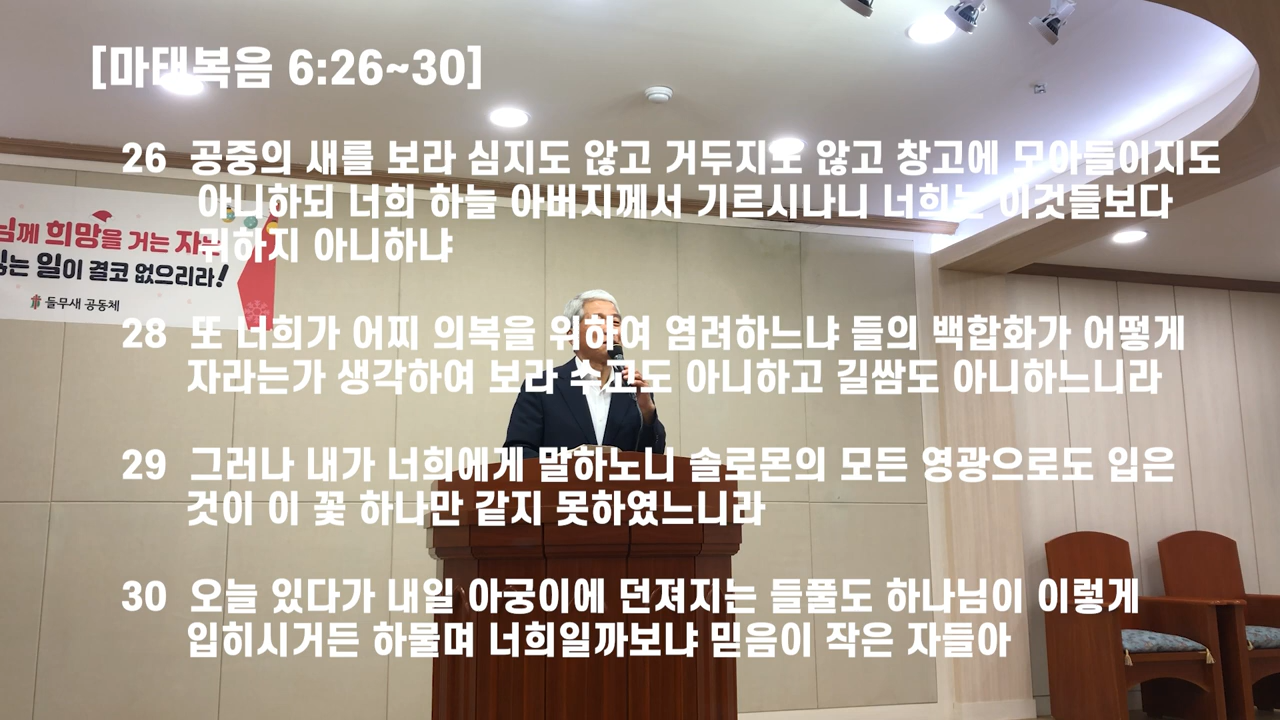 [마태복음 6:26~30]
26 공중의 새를 보라 심지도 않고 거두지도 않고 창고에 모아들이지도
아니하되 너희 하늘 아버지께서 기르시나니 너희는 이것들보다
귀하지 아니하냐
님께 희망을 거는 자는
는 일이 결코 없으리라!
들무새 공동체
28 또 너희가 어찌 의복을 위하여 염려하느냐 들의 백합화가 어떻게
자라는가 생각하여 보라 수고도 아니하고 길쌈도 아니하느니라
29 그러나 내가 너희에게 말하노니 솔로몬의 모든 영광으로도 입은
것이 이 꽃 하나만 같지 못하였느니라
30 오늘 있다가 내일 아궁이에 던져지는 들풀도 하나님이 이렇게
입히시거든 하물며 너희일까보냐 믿음이 작은 자들아